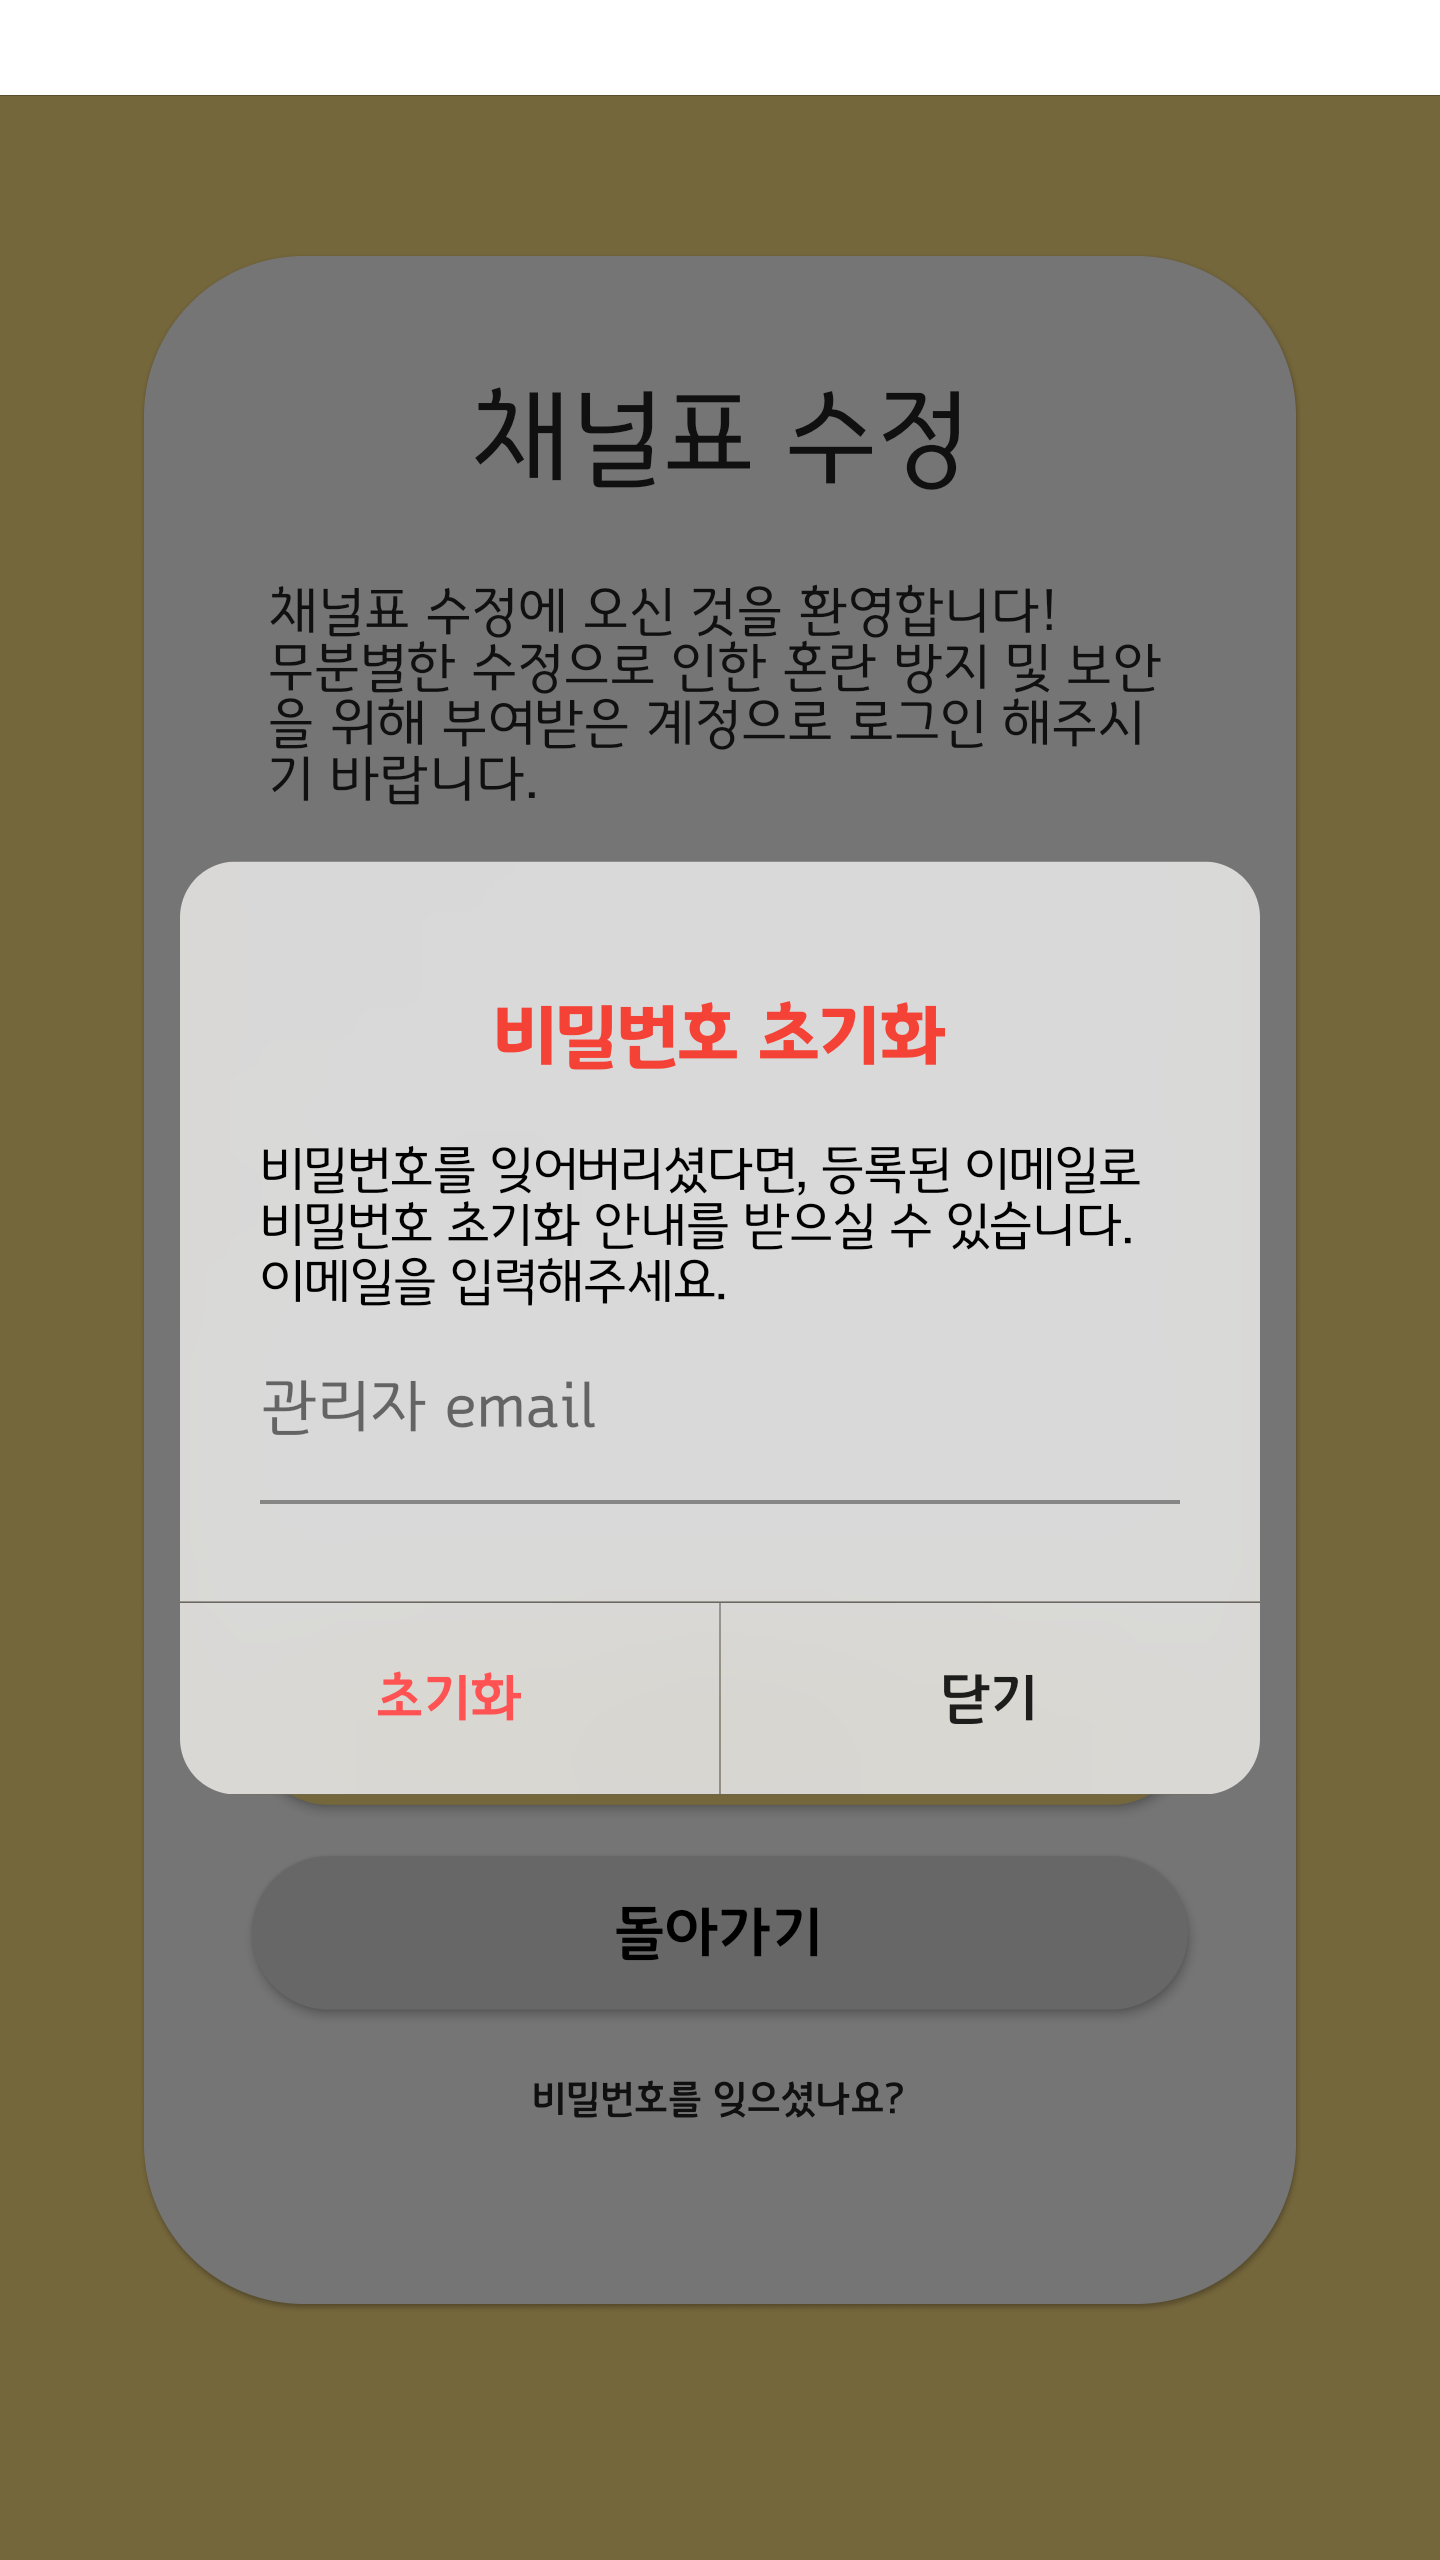 채널표 수정
채널표 수정에 오신 것을 환영합니다!
무분별한 수정으로 인한 혼란 방지 및 보안
을 위해 부여받은 계정으로 로그인 해주시
기 바랍니다.
비밀번호 초기화
비밀번호를 잊어버리셨다면, 등록된 이메일로
비밀번호 초기화 안내를 받으실 수 있습니다.
이메일을 입력해주세요.
관리자 email
초기화
닫기
돌아가기
비밀번호를 잊으셨나요?